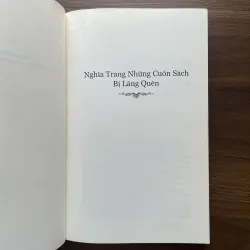 Nghĩa Trang Những Cuốn Sách
Bị Lãng Quên